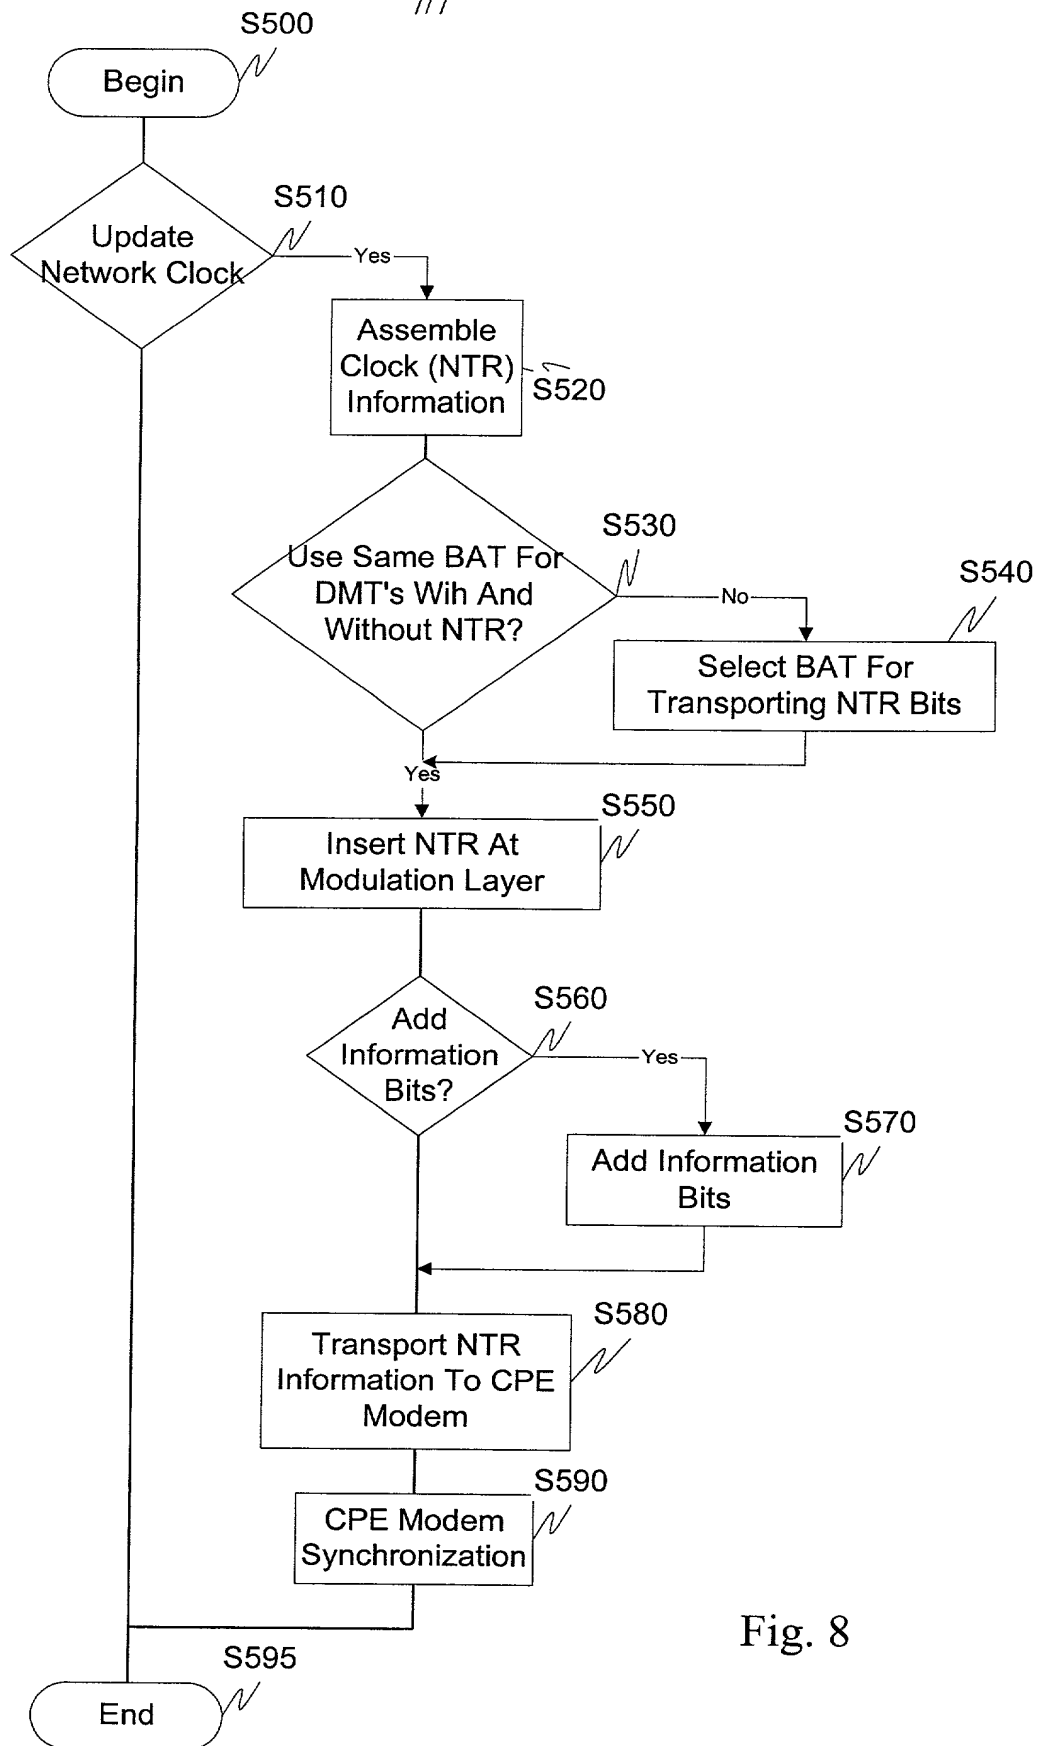 S500
Begin
S510
Update
Network Clock
Yes
Assemble
Clock (NTR)
Information
S520
S530
Use Same BAT For
DMT's Wih And
Without NTR?
No
S540
Select BAT For
Transporting NTR Bits
Yes
S550
Insert NTR At
Modulation Layer
S560
Add
Information
Bits?
Yes
S570
Add Information
Bits
S580
Transport NTR
Information To CPE
Modem
S590
CPE Modem
Synchronization
Fig. 8
S595
End